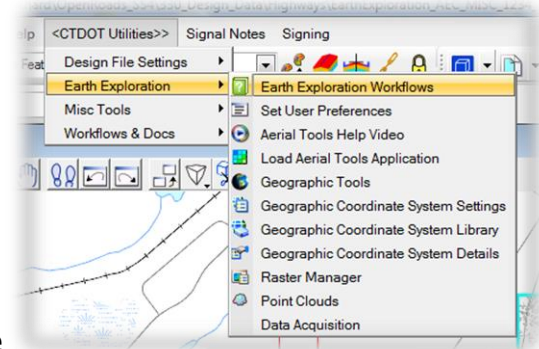 elp <CTDOT Utilities>> Signal Notes Signing
Feat
Design File Settings
Earth Exploration
Misc Tools
Workflows & Docs
Earth Exploration Workflows
Set User Preferences
Aerial Tools Help Video
Load Aerial Tools Application
Geographic Tools
Geographic Coordinate System Settings
Geographic Coordinate System Library
Geographic Coordinate System Details
Raster Manager
Point Clouds
Data Acquisition
e